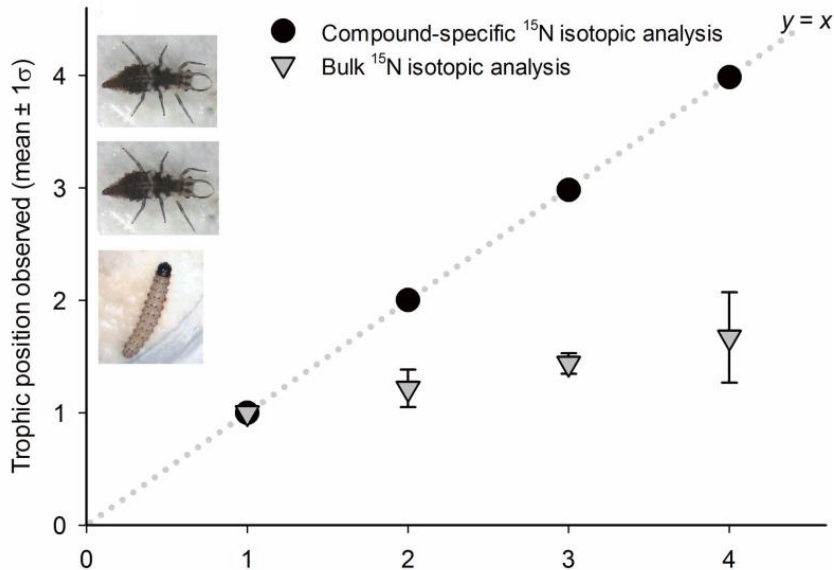 y = x
Compound-specific ¹⁵N isotopic analysis
Bulk ¹⁵N isotopic analysis
Trophic position observed (mean ± 1σ)
4
3
2
1
0
0 1 2 3 4